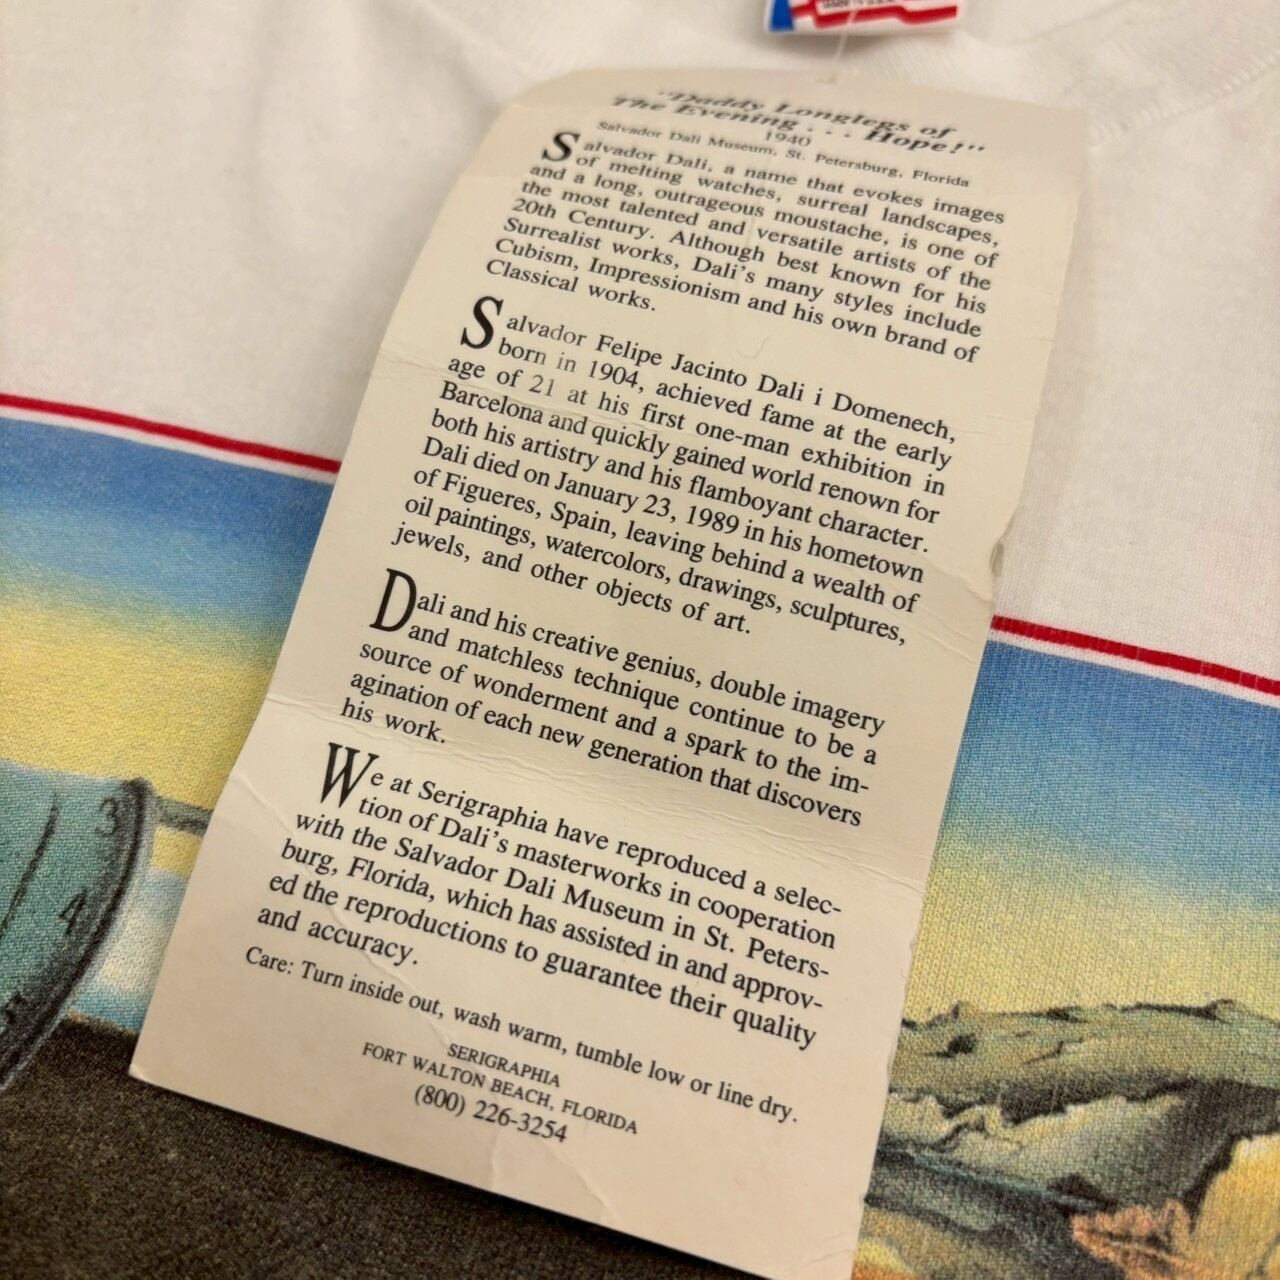 "Daddy Longlegs of
The Evening . . . Hope!"
1940
Salvador Dali Museum, St. Petersburg, Florida
Salvador Dali, a name that evokes images
of melting watches, surreal landscapes,
and a long, outrageous moustache, is one of
the most talented and versatile artists of the
20th Century. Although best known for his
Surrealist works, Dali's many styles include
Cubism, Impressionism and his own brand of
Classical works.
Salvador Felipe Jacinto Dali i Domenech,
born in 1904, achieved fame at the early
age of 21 at his first one-man exhibition in
Barcelona and quickly gained world renown for
both his artistry and his flamboyant character.
Dali died on January 23, 1989 in his hometown
of Figueres, Spain, leaving behind a wealth of
oil paintings, watercolors, drawings, sculptures,
jewels, and other objects of art.
Dali and his creative genius, double imagery
and matchless technique continue to be a
source of wonderment and a spark to the im-
agination of each new generation that discovers
his work.
We at Serigraphia have reproduced a selec-
tion of Dali's masterworks in cooperation
with the Salvador Dali Museum in St. Peters-
burg, Florida, which has assisted in and approv-
ed the reproductions to guarantee their quality
and accuracy.
Care: Turn inside out, wash warm, tumble low or line dry.
SERIGRAPHIA
FORT WALTON BEACH, FLORIDA
(800) 226-3254
3
4